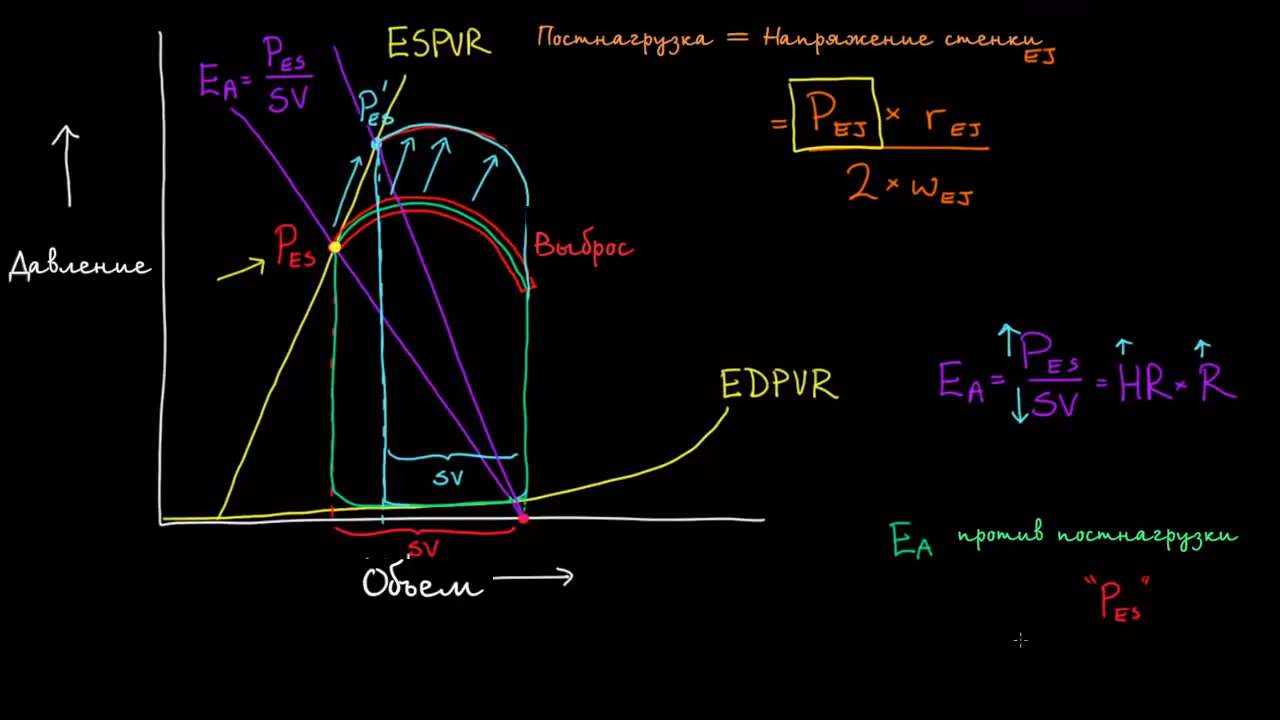 ESPVR
Постнагрузка = Напряжение стенки EJ
E_A = P_ES / SV
P'_ES
= P_EJ × r_EJ
2 × w_EJ
P_ES
Выброс
Давление
EDPVR
↑ P_ES
E_A = ↓ SV = ↑ HR × ↑ R
SV
E_A против постнагрузки
SV
Объем
"P_ES"